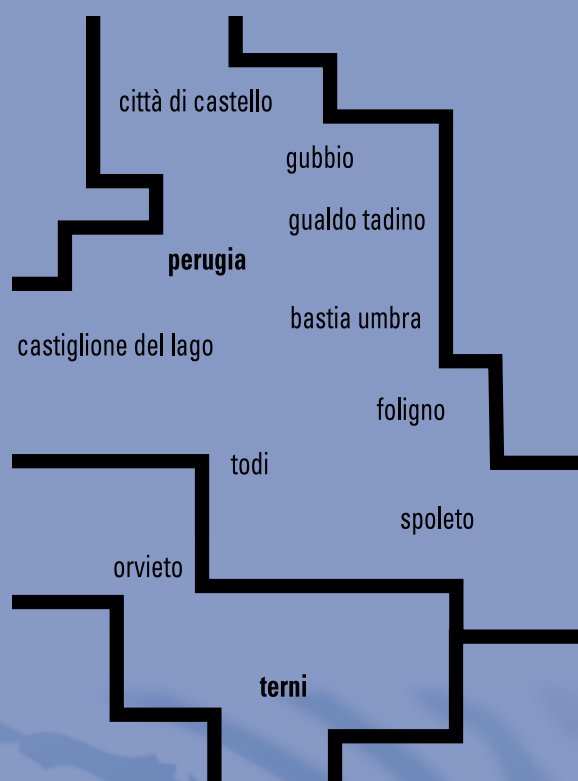 città di castello
gubbio
gualdo tadino
perugia
bastia umbra
castiglione del lago
foligno
todi
spoleto
orvieto
terni